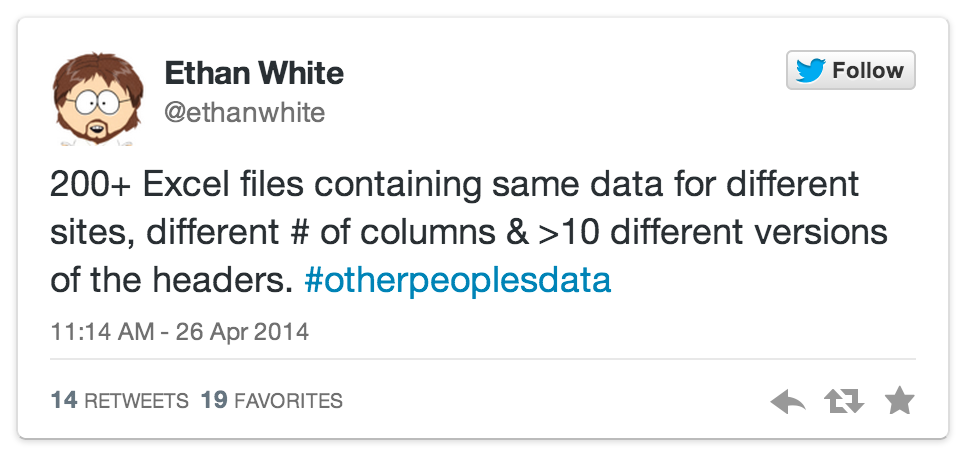 Ethan White
@ethanwhite
Follow
200+ Excel files containing same data for different
sites, different # of columns & >10 different versions
of the headers. #otherpeoplesdata
11:14 AM - 26 Apr 2014
14 RETWEETS 19 FAVORITES